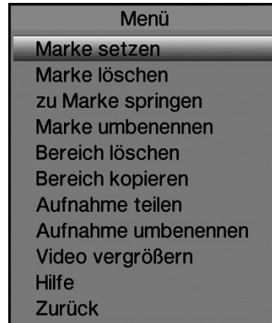 Menü
Marke setzen
Marke löschen
zu Marke springen
Marke umbenennen
Bereich löschen
Bereich kopieren
Aufnahme teilen
Aufnahme umbenennen
Video vergrößern
Hilfe
Zurück